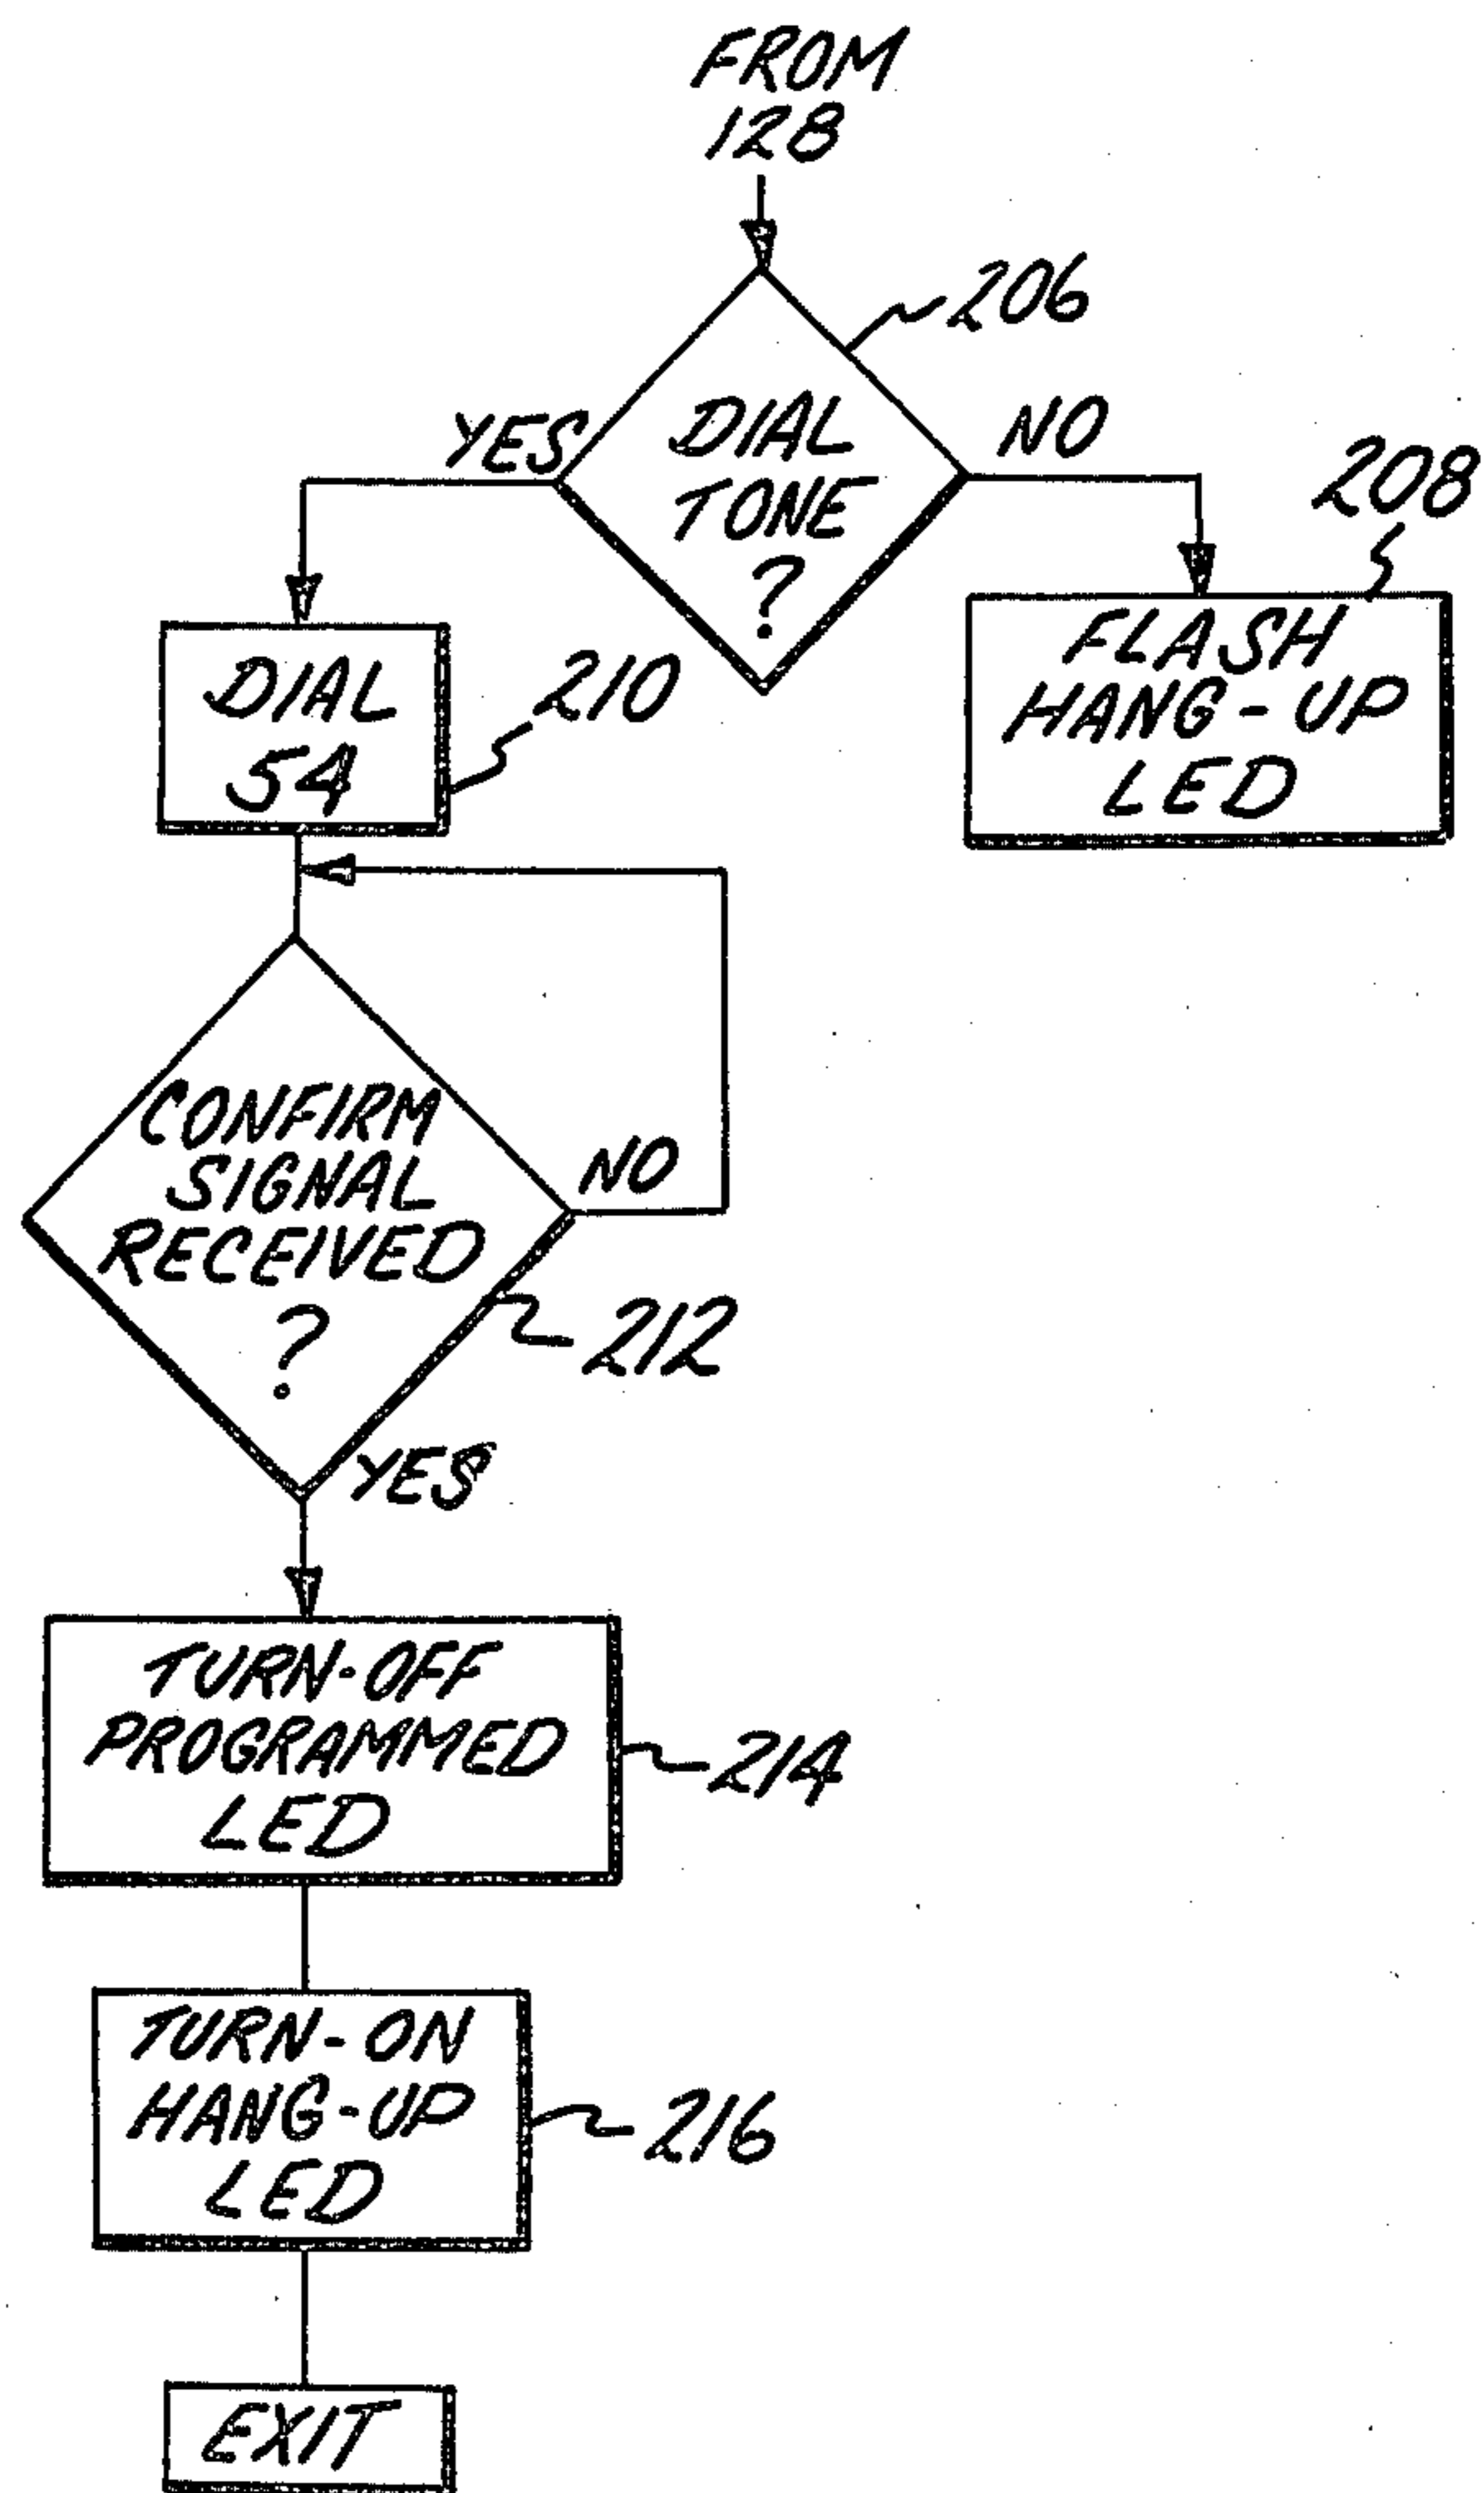 FROM
128
206
YES
DIAL
TONE
?
NO
208
FLASH
HANG-UP
LED
DIAL
54
210
CONFIRM
SIGNAL
RECEIVED
?
NO
212
YES
TURN-OFF
PROGRAMMED
LED
214
TURN-ON
HANG-UP
LED
216
EXIT